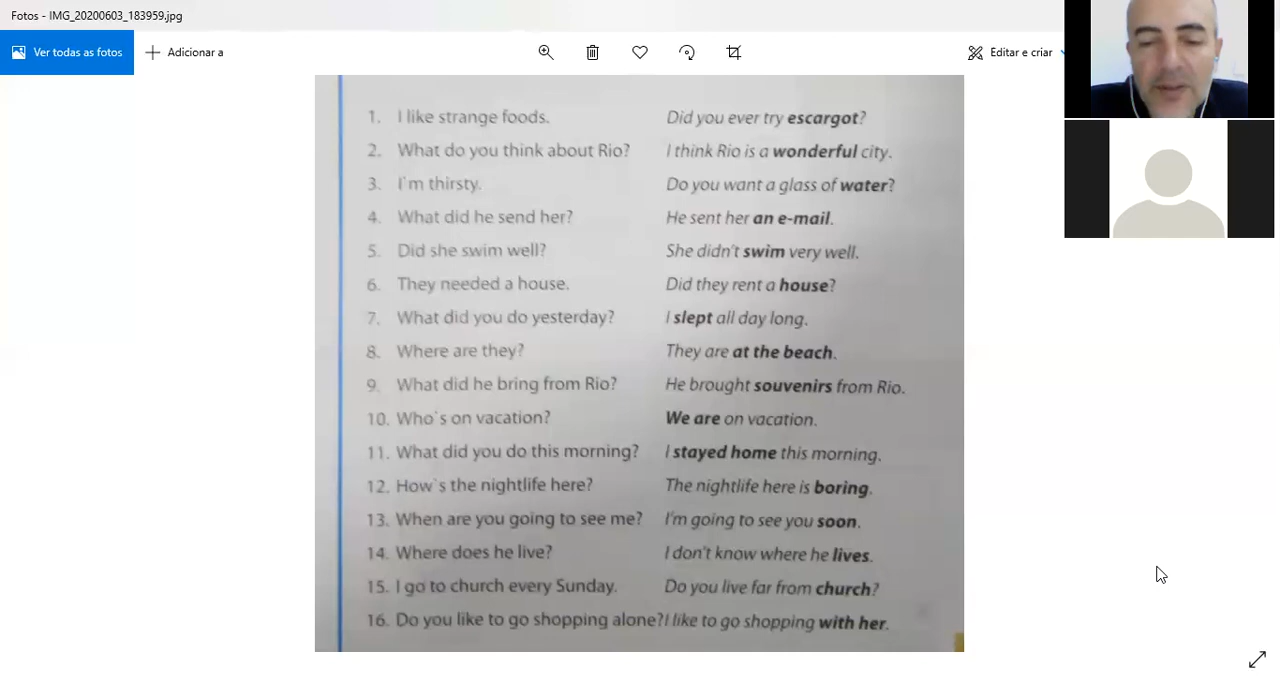 Fotos - IMG_20200603_183959.jpg
Ver todas as fotos Adicionar a Editar e criar
1. I like strange foods. Did you ever try escargot?
2. What do you think about Rio? I think Rio is a wonderful city.
3. I`m thirsty. Do you want a glass of water?
4. What did he send her? He sent her an e-mail.
5. Did she swim well? She didn't swim very well.
6. They needed a house. Did they rent a house?
7. What did you do yesterday? I slept all day long.
8. Where are they? They are at the beach.
9. What did he bring from Rio? He brought souvenirs from Rio.
10. Who`s on vacation? We are on vacation.
11. What did you do this morning? I stayed home this morning.
12. How`s the nightlife here? The nightlife here is boring.
13. When are you going to see me? I'm going to see you soon.
14. Where does he live? I don't know where he lives.
15. I go to church every Sunday. Do you live far from church?
16. Do you like to go shopping alone? I like to go shopping with her.